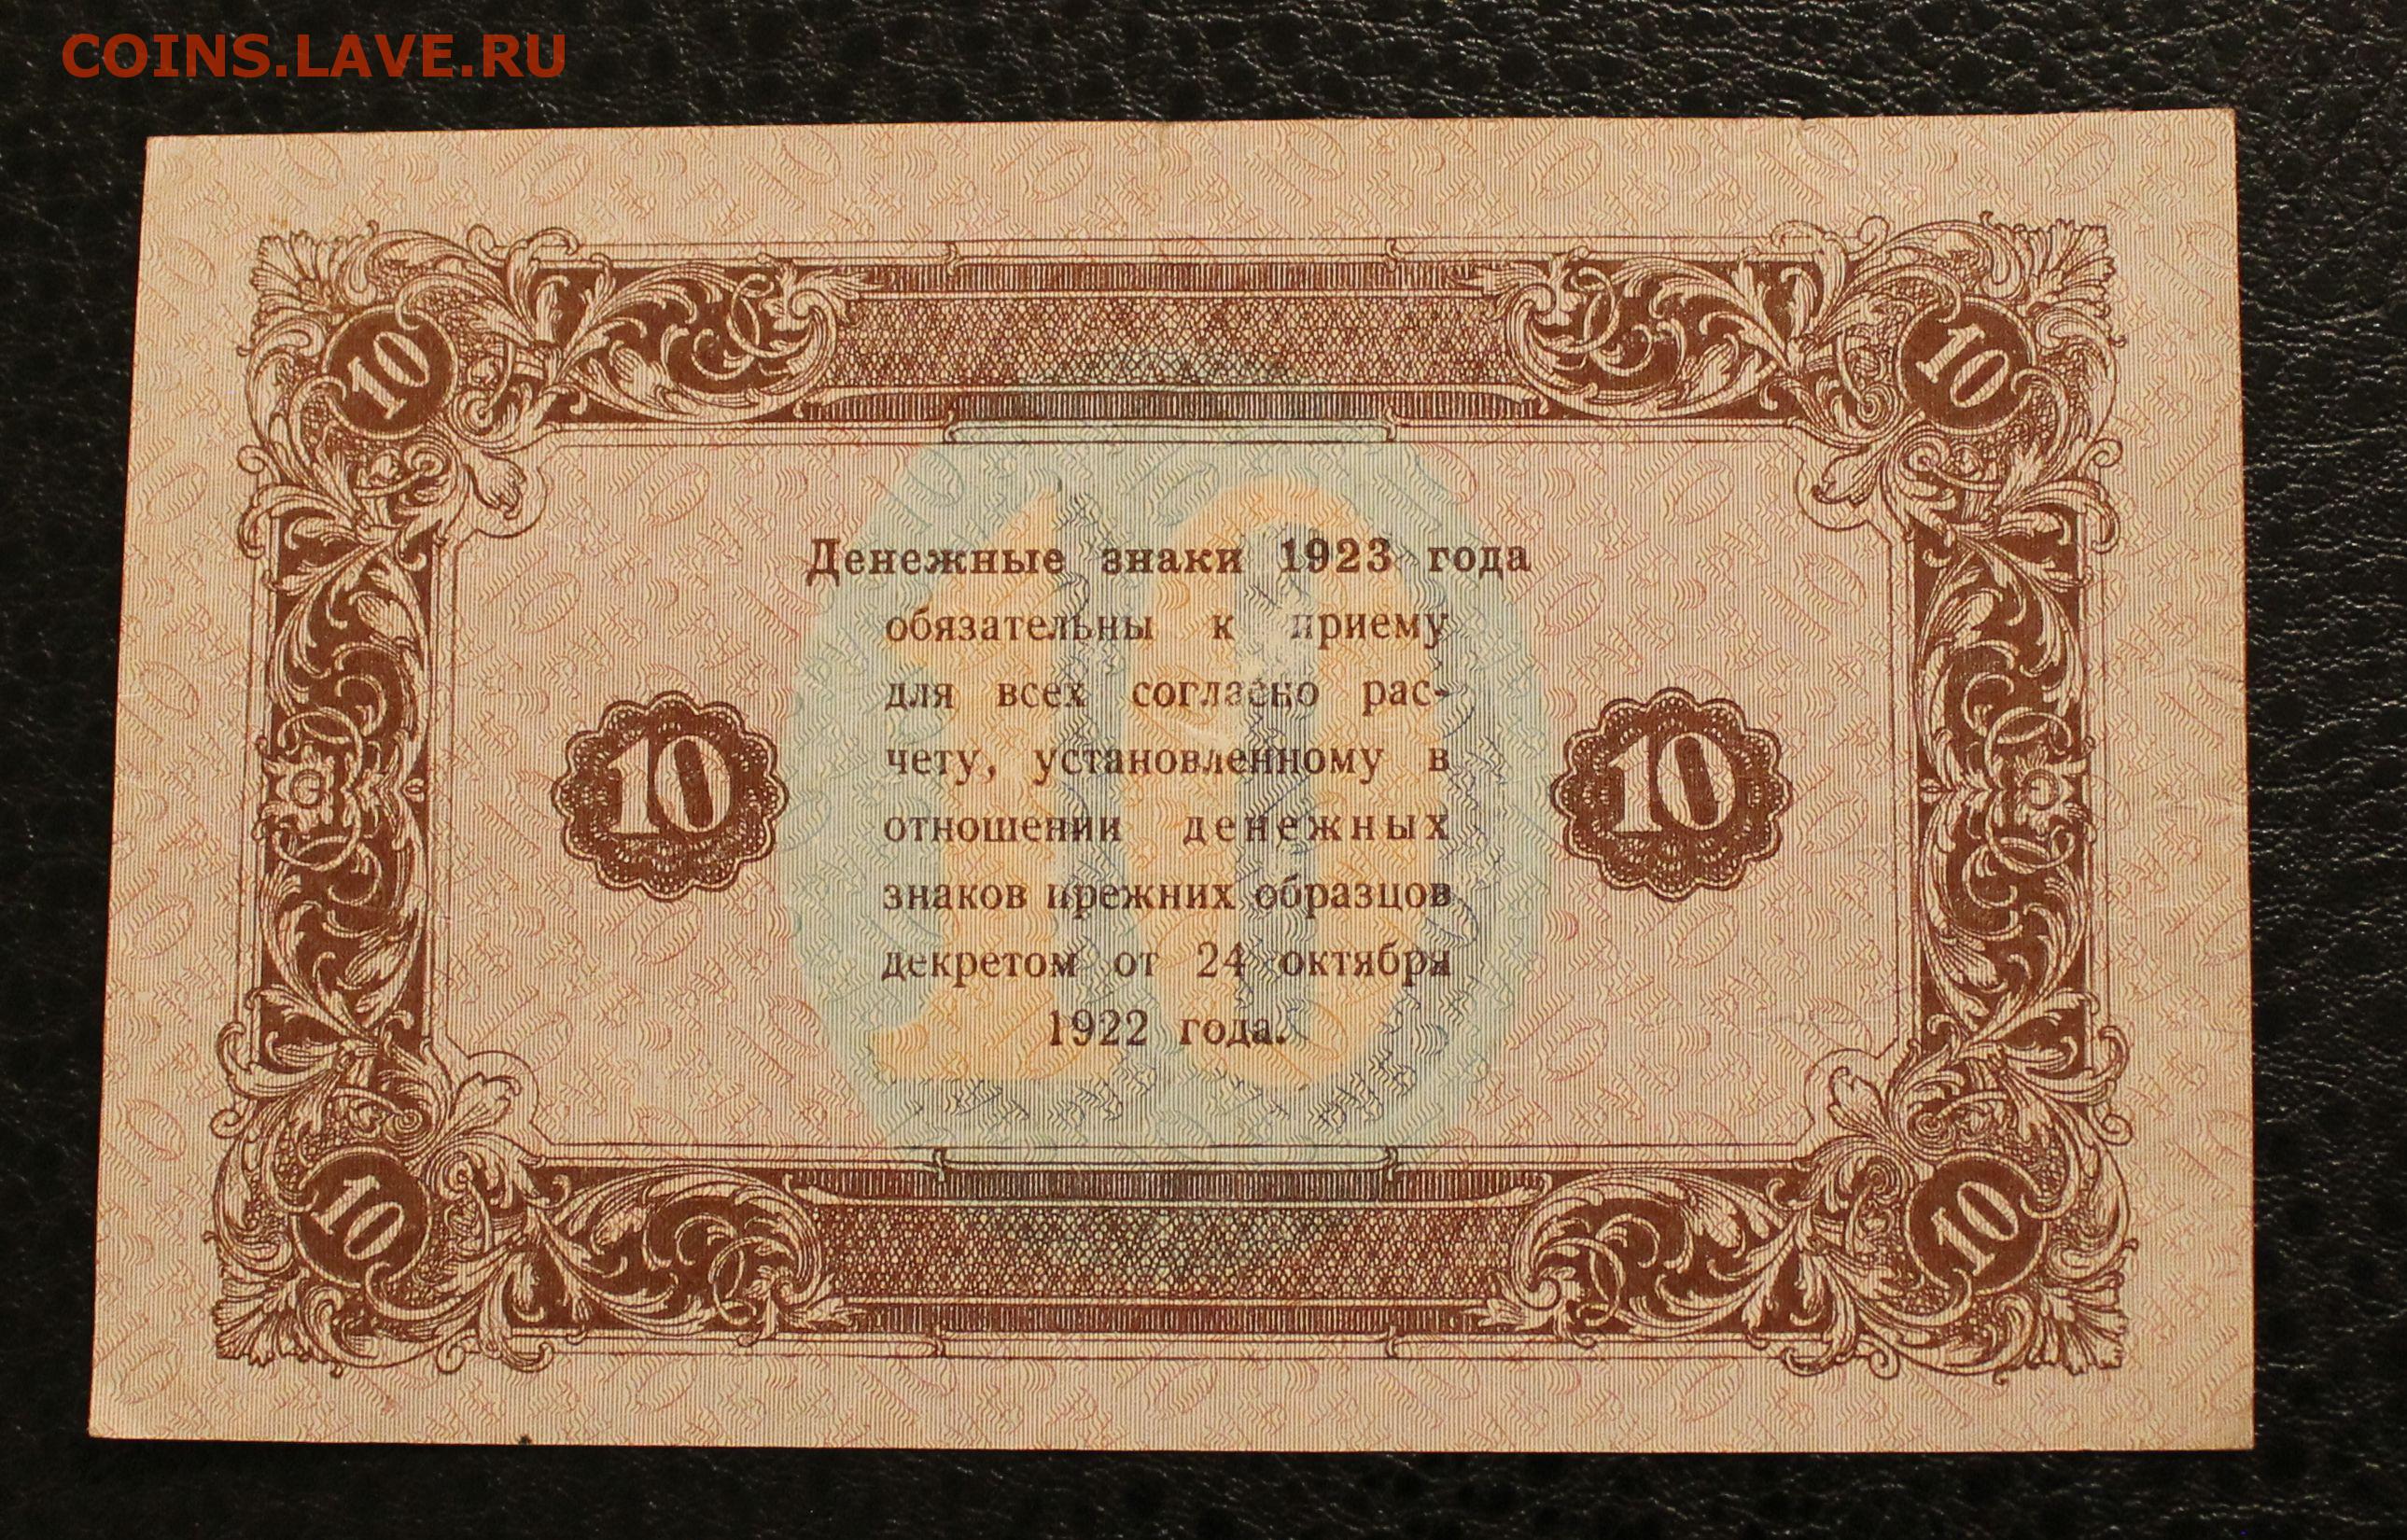 COINS.LAVE.RU
10 10
10
Денежные знаки 1923 года
обязательны к приему
для всех согласно рас-
чету, установленному в
отношении денежных
знаков прежних образцов
декретом от 24 октября
1922 года.
10 10
10 10